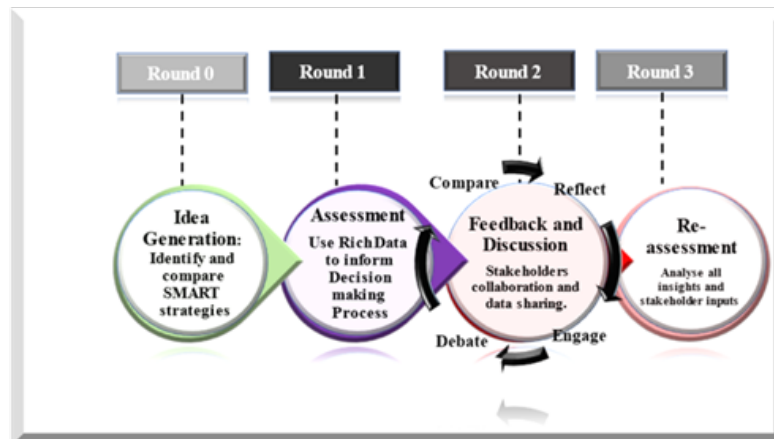 Round 0
Round 1
Round 2
Round 3
Idea
Generation:
Identify and
compare
SMART
strategies
Assessment
Use Rich Data
to inform
Decision
making
Process
Compare
Reflect
Feedback and
Discussion
Stakeholders
collaboration and
data sharing.
Debate
Engage
Re-
assessment
Analyse all
insights and
stakeholder inputs